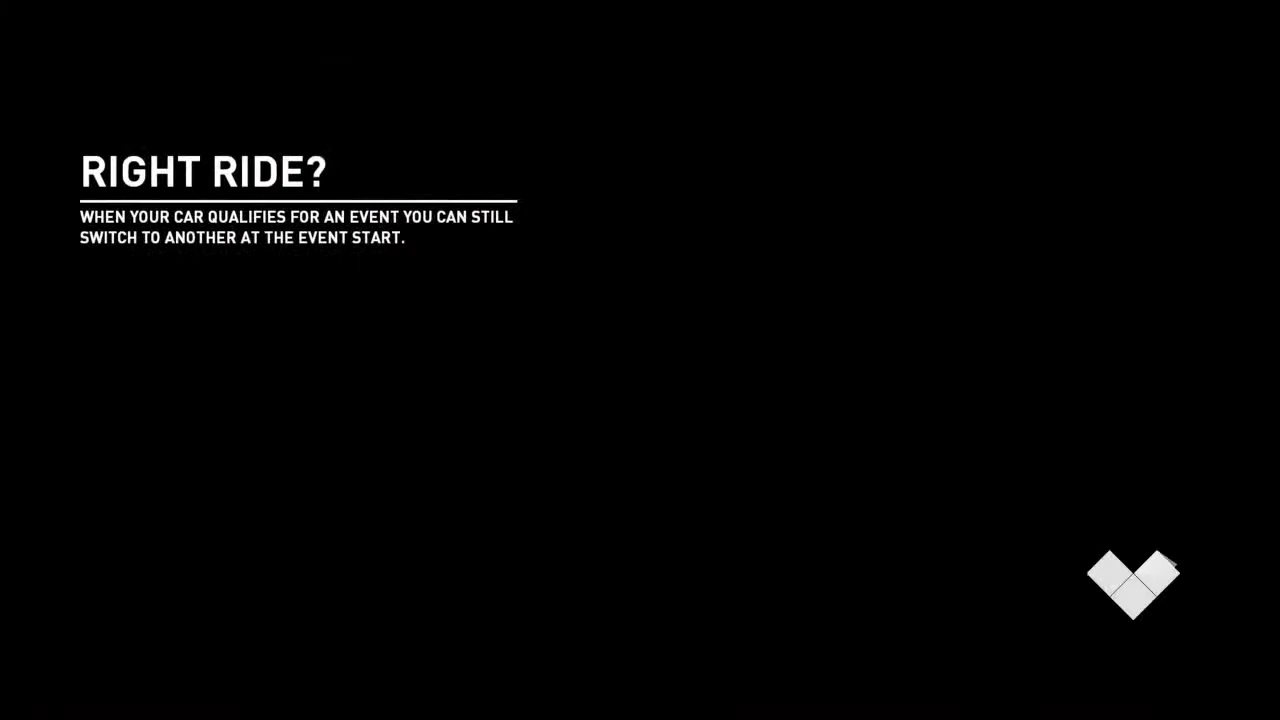 RIGHT RIDE?
WHEN YOUR CAR QUALIFIES FOR AN EVENT YOU CAN STILL
SWITCH TO ANOTHER AT THE EVENT START.